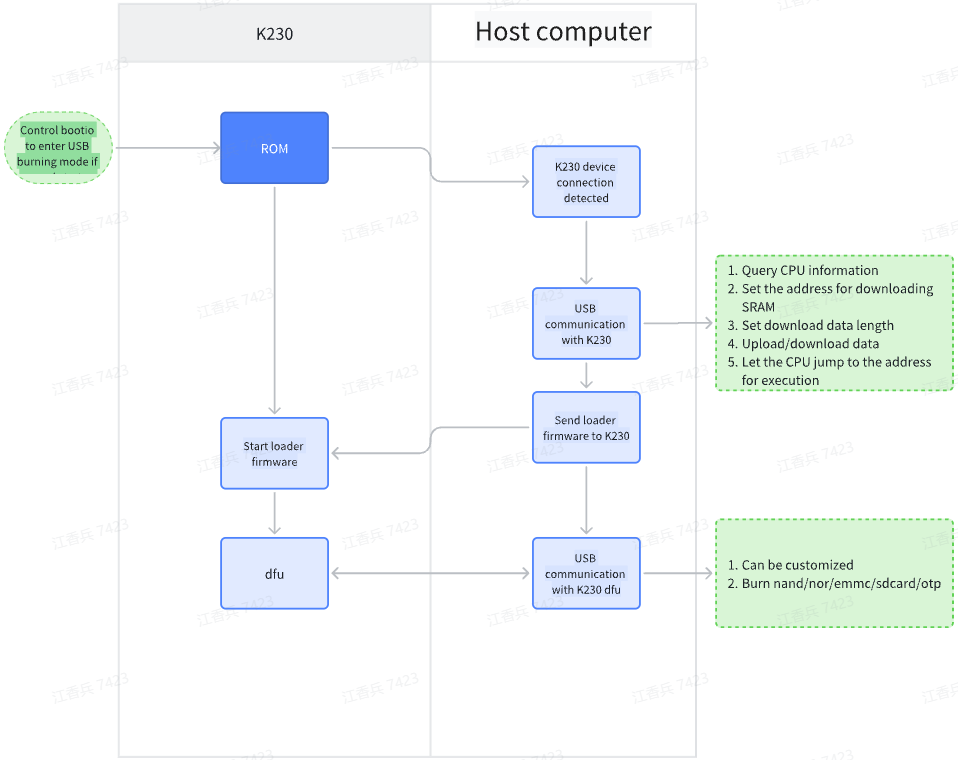 K230
Host computer
Control bootio
to enter USB
burning mode if
ROM
K230 device
connection
detected
USB
communication
with K230
1. Query CPU information
2. Set the address for downloading
SRAM
3. Set download data length
4. Upload/download data
5. Let the CPU jump to the address
for execution
Send loader
firmware to K230
Start loader
firmware
dfu
USB
communication
with K230 dfu
1. Can be customized
2. Burn nand/nor/emmc/sdcard/otp
江香兵 7423